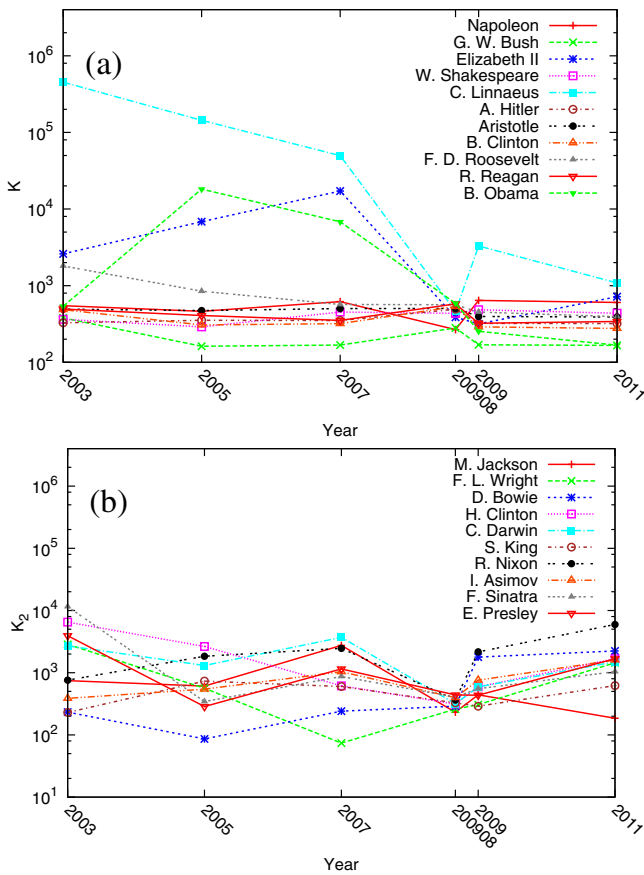 (a)
K
10^6
10^5
10^4
10^3
10^2
Napoleon
G. W. Bush
Elizabeth II
W. Shakespeare
C. Linnaeus
A. Hitler
Aristotle
B. Clinton
F. D. Roosevelt
R. Reagan
B. Obama
2003
2005
2007
200908
2009
2011
Year
(b)
K_2
10^6
10^5
10^4
10^3
10^2
10^1
M. Jackson
F. L. Wright
D. Bowie
H. Clinton
C. Darwin
S. King
R. Nixon
I. Asimov
F. Sinatra
E. Presley
2003
2005
2007
200908
2009
2011
Year